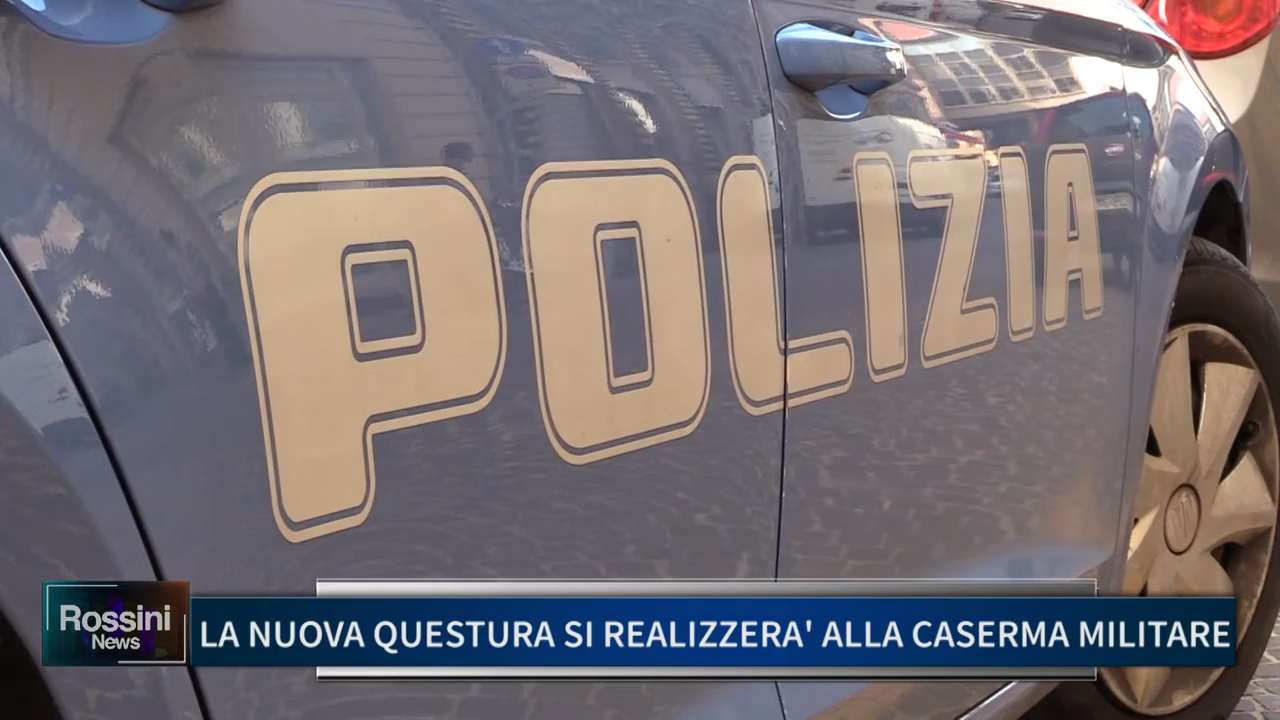 POLIZIA
Rossini
News
LA NUOVA QUESTURA SI REALIZZERA' ALLA CASERMA MILITARE